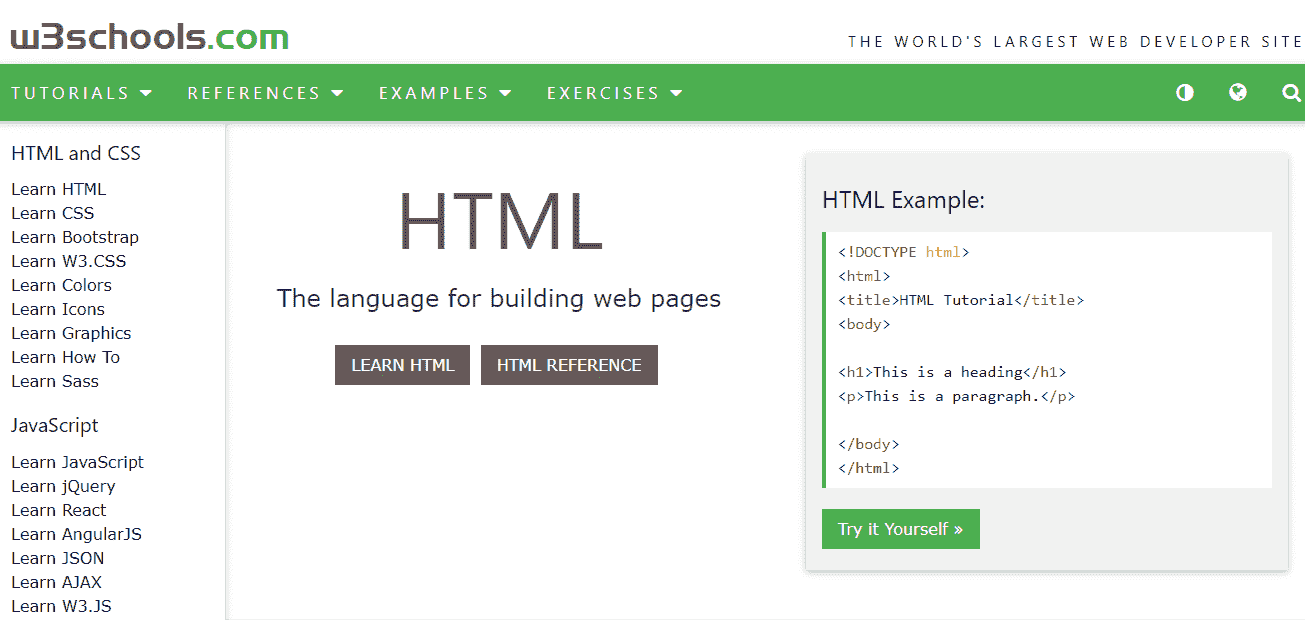 w3schools.com
THE WORLD'S LARGEST WEB DEVELOPER SITE
TUTORIALS REFERENCES EXAMPLES EXERCISES
HTML and CSS
Learn HTML
Learn CSS
Learn Bootstrap
Learn W3.CSS
Learn Colors
Learn Icons
Learn Graphics
Learn How To
Learn Sass
JavaScript
Learn JavaScript
Learn jQuery
Learn React
Learn AngularJS
Learn JSON
Learn AJAX
Learn W3.JS
HTML
The language for building web pages
LEARN HTML HTML REFERENCE
HTML Example:
<!DOCTYPE html>
<html>
<title>HTML Tutorial</title>
<body>
<h1>This is a heading</h1>
<p>This is a paragraph.</p>
</body>
</html>
Try it Yourself »